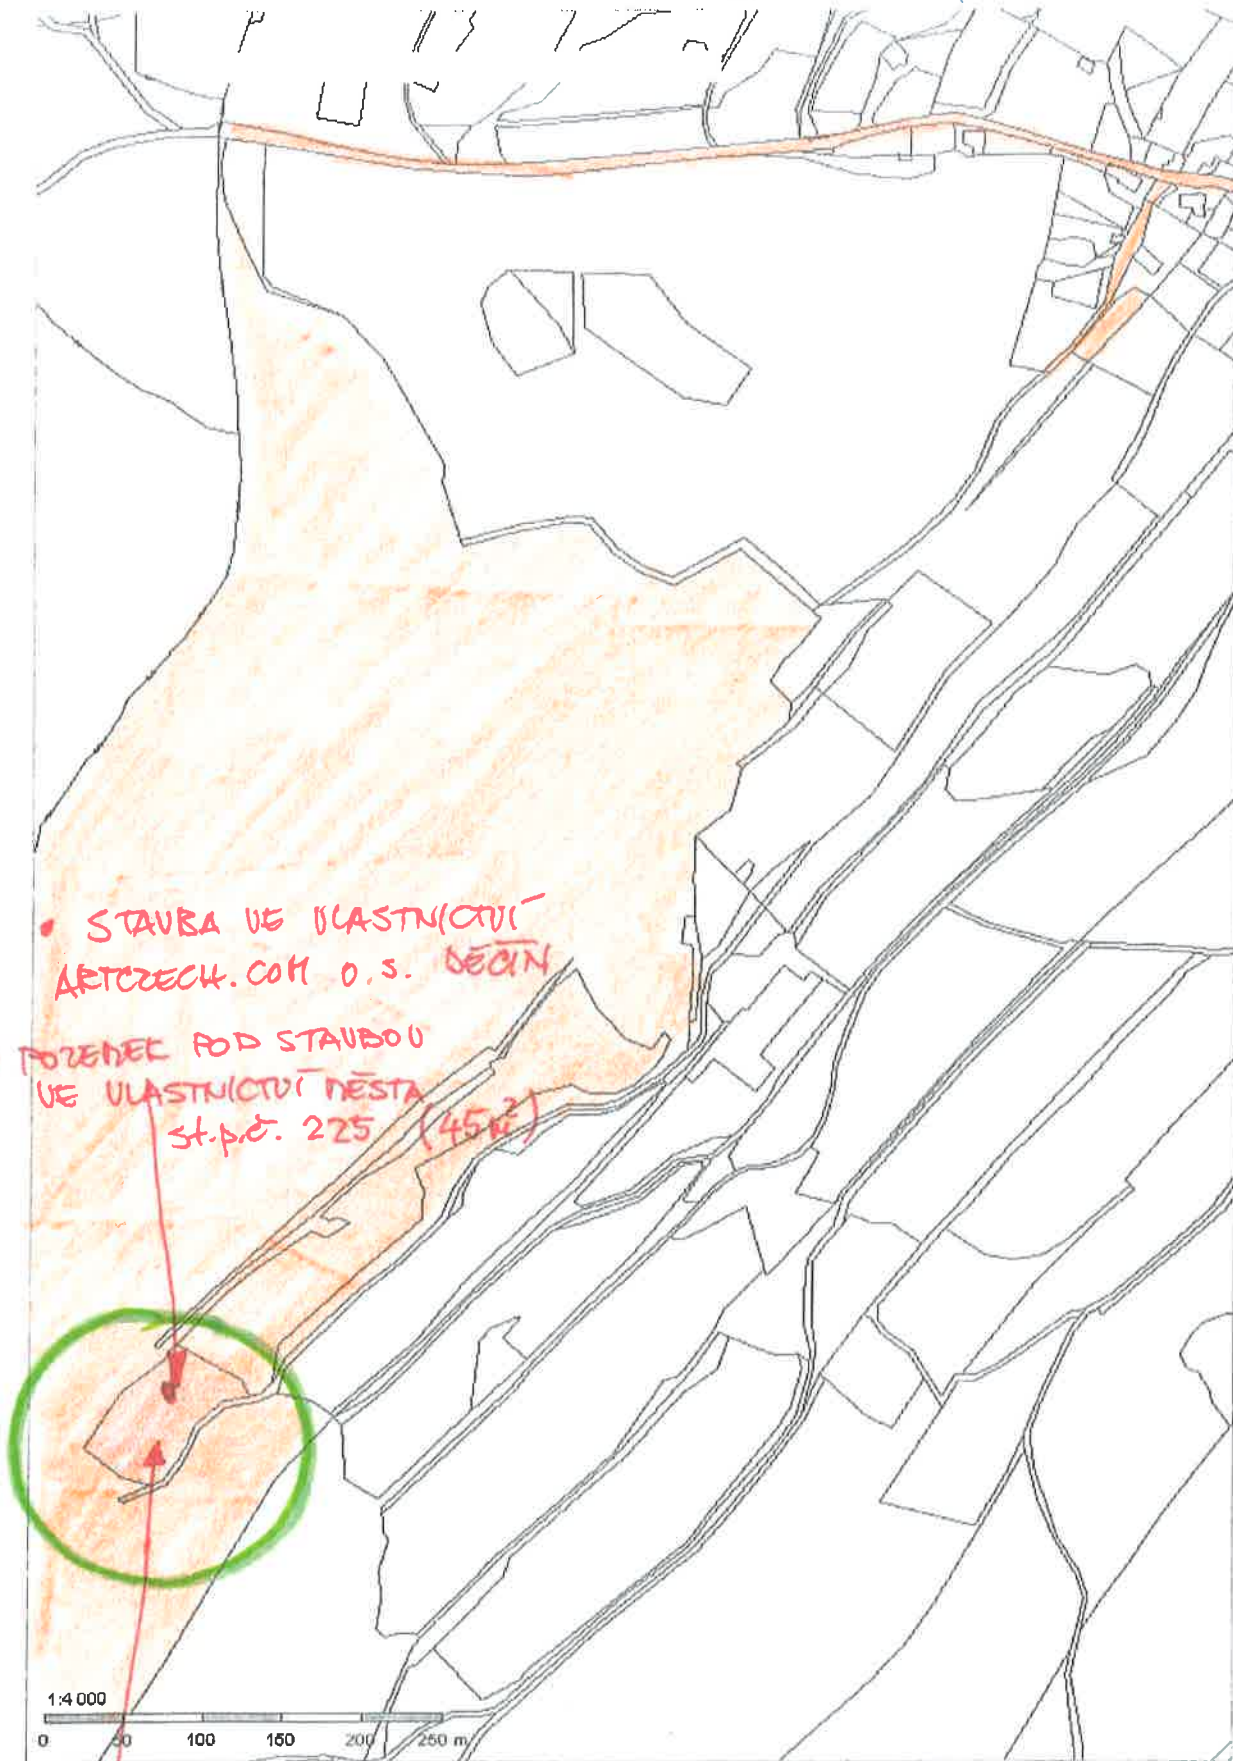 • STAVBA VE VLASTNICTVÍ
ARTCZECH.COM O.S. DĚČÍN
POZEMEK POD STAVBOU
VE VLASTNICTVÍ MĚSTA
st.p.č. 225 (45m²)
1:4 000
0 50 100 150 200 250 m